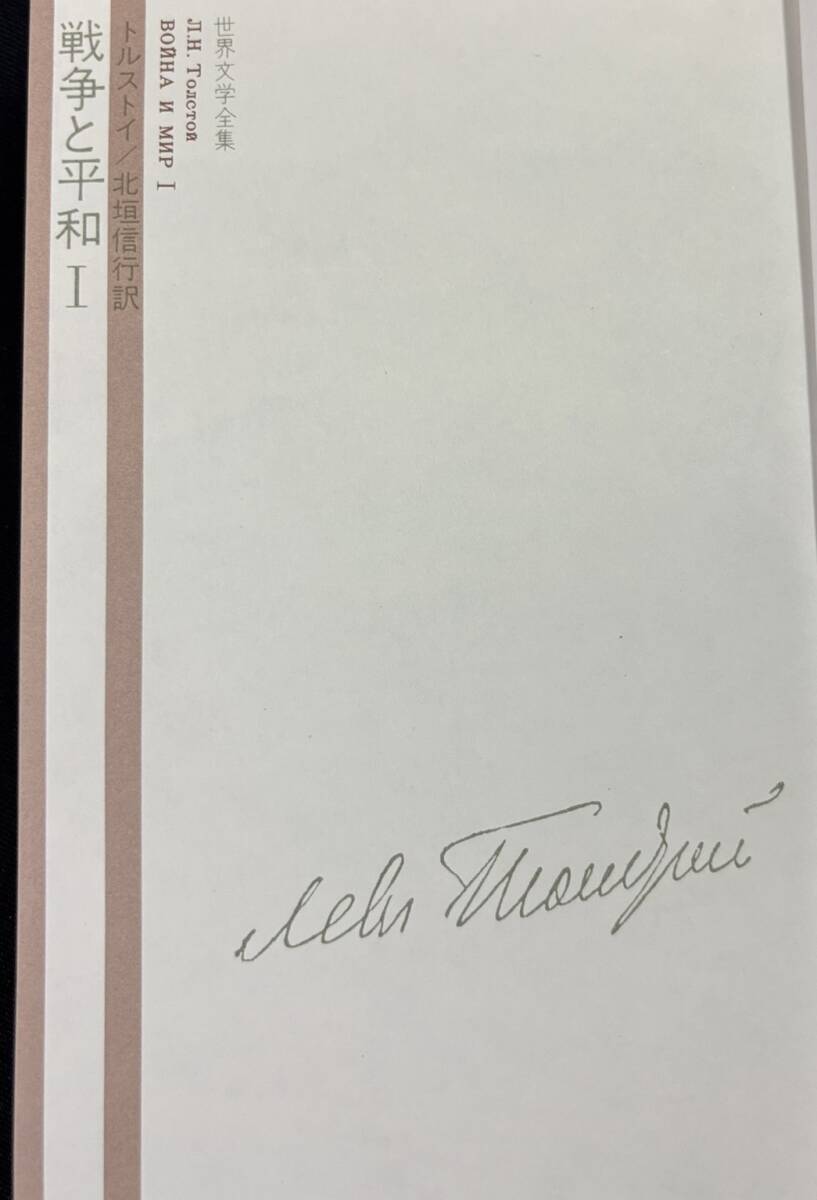 世界文学全集
Л.Н. Толстой
ВОЙНА И МИР I
トルストイ/北垣信行訳
戦争と平和 I
Левъ Толстой